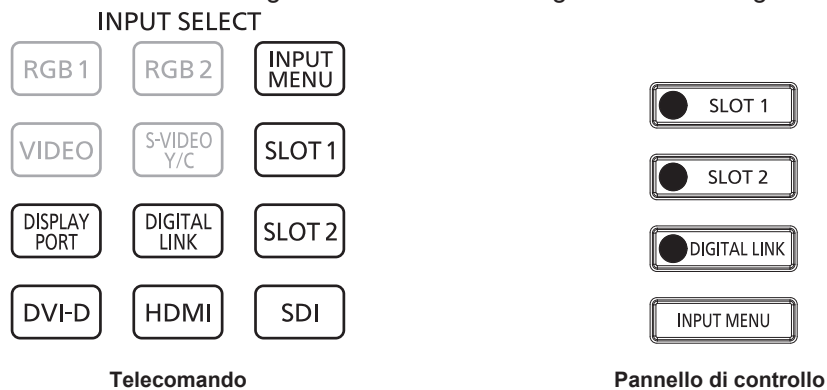 INPUT SELECT
RGB 1 RGB 2 INPUT MENU
VIDEO S-VIDEO Y/C SLOT 1
DISPLAY PORT DIGITAL LINK SLOT 2
DVI-D HDMI SDI
Telecomando
SLOT 1
SLOT 2
DIGITAL LINK
INPUT MENU
Pannello di controllo